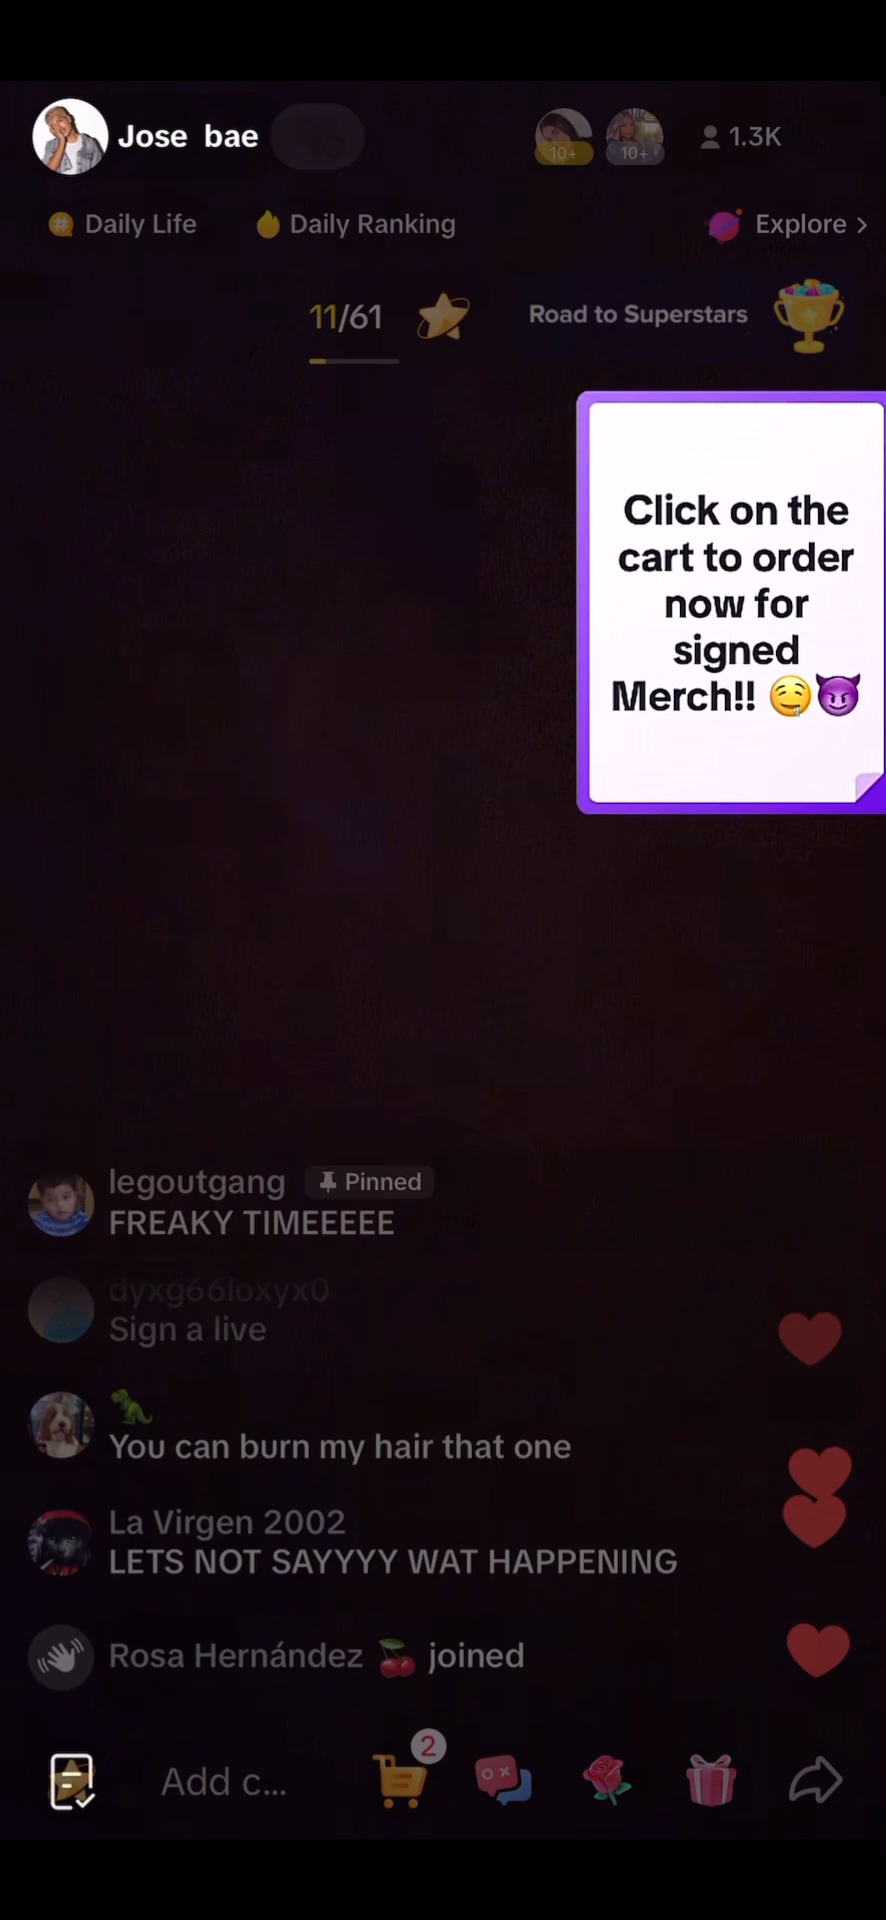 Jose bae
10+ 10+ 1.3K
Daily Life Daily Ranking Explore >
11/61 Road to Superstars
Click on the
cart to order
now for
signed
Merch!! 🤤😈
legoutgang Pinned
FREAKY TIMEEEEE
dyxg66loxyx0
Sign a live
🦖
You can burn my hair that one
La Virgen 2002
LETS NOT SAYYYY WAT HAPPENING
Rosa Hernández 🍒 joined
2
Add c...